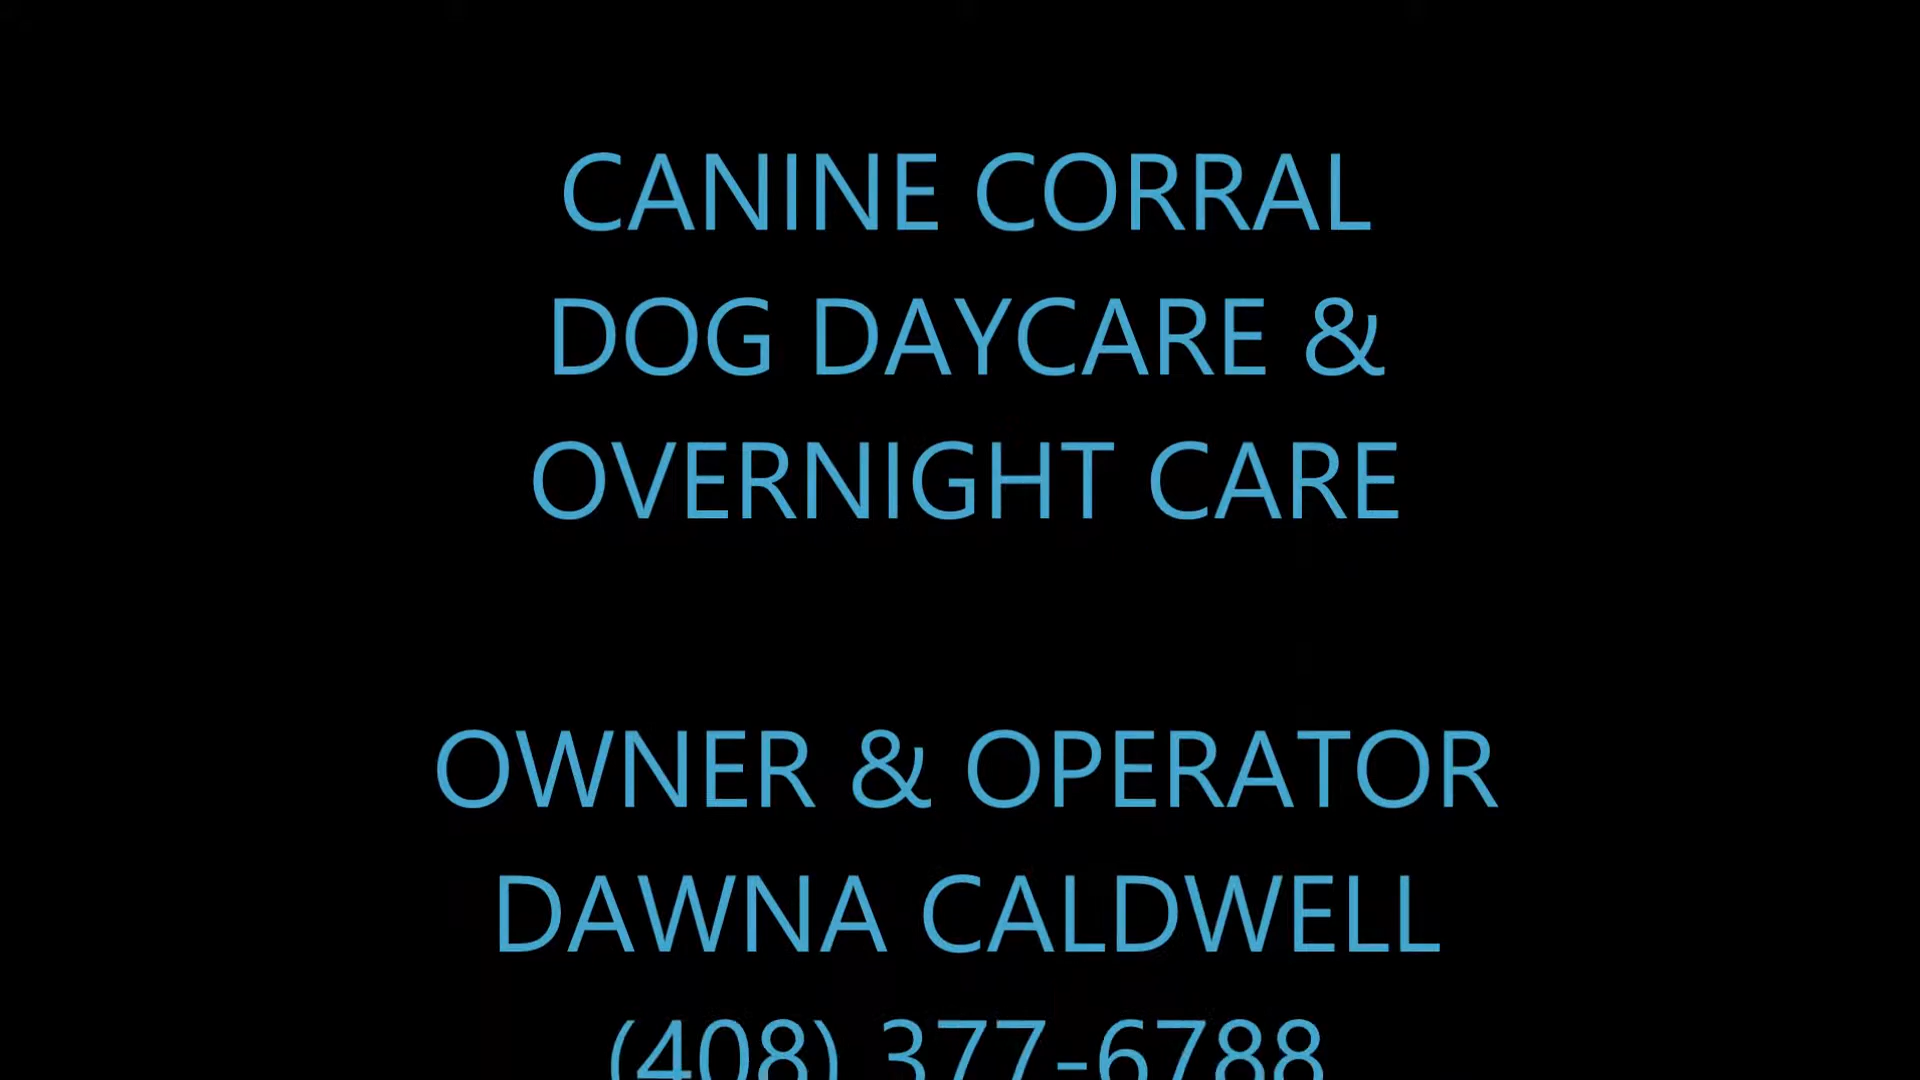 CANINE CORRAL
DOG DAYCARE &
OVERNIGHT CARE
OWNER & OPERATOR
DAWNA CALDWELL
(408) 377-6788